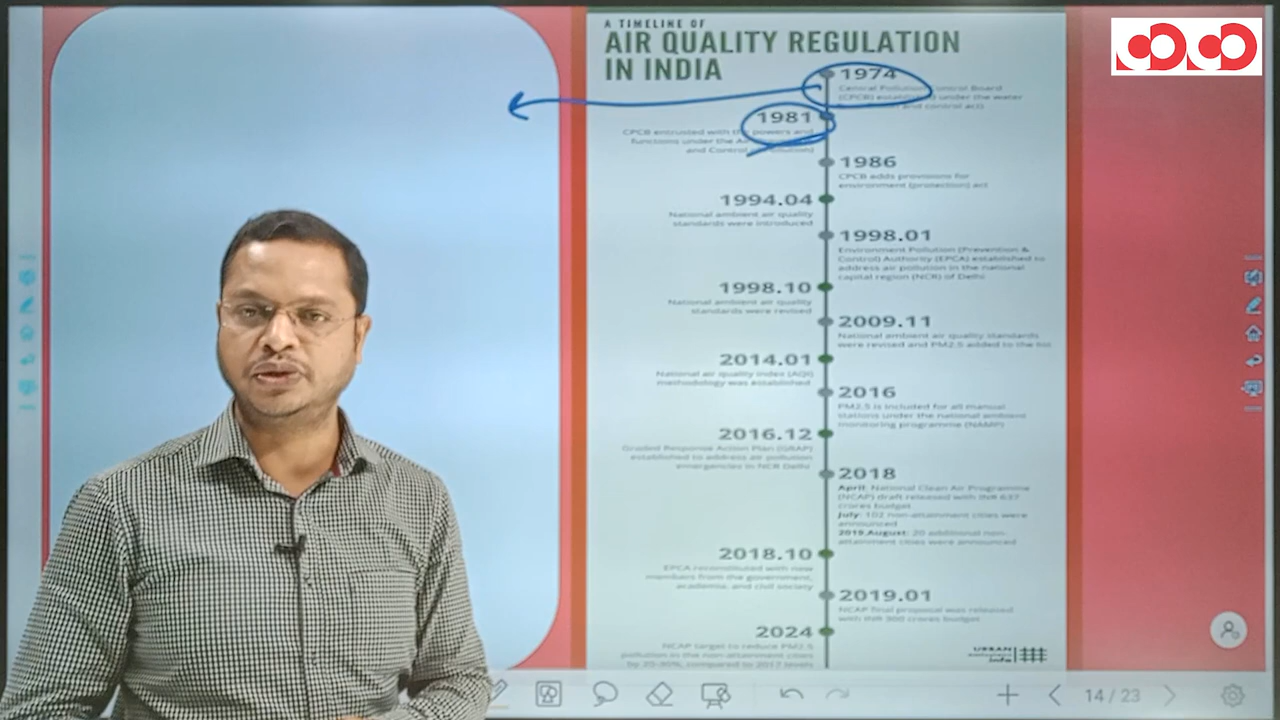 A TIMELINE OF
AIR QUALITY REGULATION
IN INDIA
1974
Central Pollution Control Board
(CPCB) established under the water
and control act)
1981
CPCB entrusted with the powers and
functions under the Air
and Control
1986
CPCB adds provisions for
environment (protection) act
1994.04
National ambient air quality
standards were introduced
1998.01
Environment Pollution (Prevention &
Control) Authority (EPCA) established to
address air pollution in the national
capital region (NCR) of Delhi
1998.10
National ambient air quality
standards were revised
2009.11
National ambient air quality standards
were revised and PM2.5 added to the list
2014.01
National air quality index (AQI)
methodology was established
2016
PM2.5 is included for all manual
stations under the national ambient
monitoring programme (NAMP)
2016.12
Graded Response Action Plan (GRAP)
established to address air pollution
emergencies in NCR Delhi
2018
April: National Clean Air Programme
(NCAP) draft released with INR 637
crores budget
July: 102 non-attainment cities were
announced
2019.August: 20 additional non-
attainment cities were announced
2018.10
EPCA reconstituted with new
members from the government,
academia, and civil society
2019.01
NCAP final proposal was released
with INR 300 crores budget
2024
NCAP target to reduce PM2.5
pollution in the non-attainment cities
by 20-30%, compared to 2017 levels
URBAN
info
14 / 23